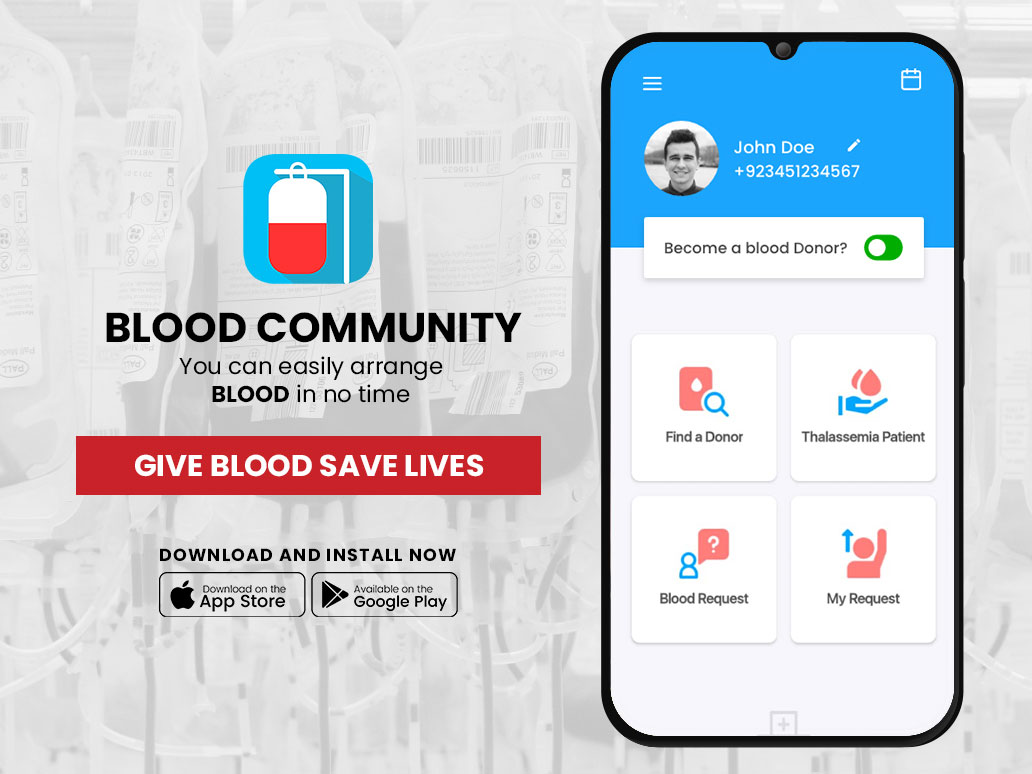 BLOOD COMMUNITY
You can easily arrange
BLOOD in no time
GIVE BLOOD SAVE LIVES
DOWNLOAD AND INSTALL NOW
Download on the
App Store
Available on the
Google Play
John Doe
+923451234567
Become a blood Donor?
Find a Donor
Thalassemia Patient
Blood Request
My Request